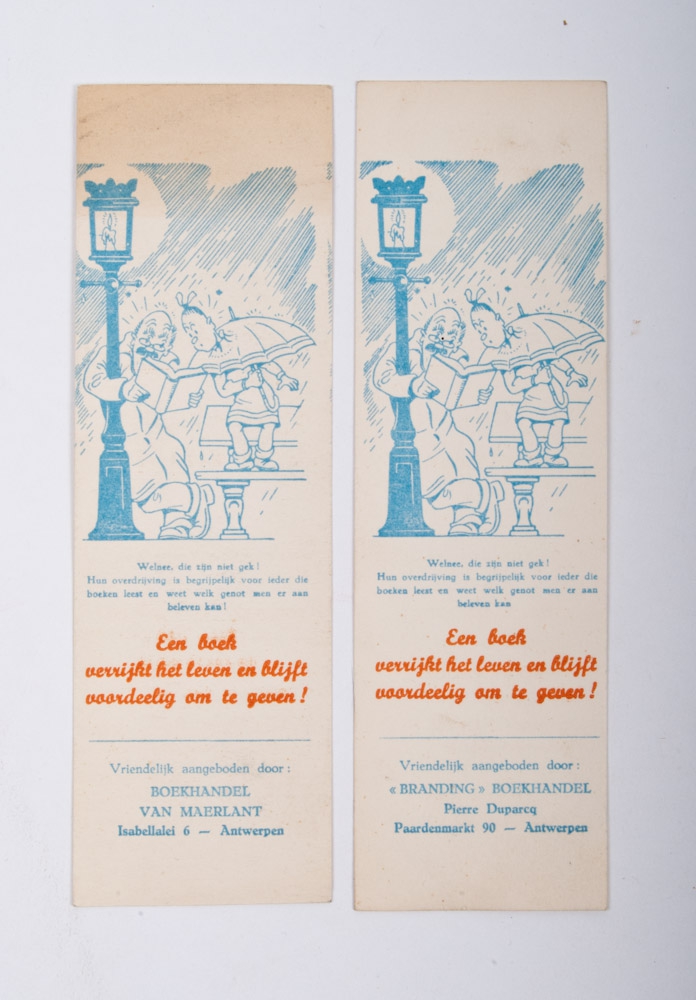 Welnee, die zijn niet gek !
Hun overdrijving is begrijpelijk voor ieder die
boeken leest en weet welk genot men er aan
beleven kan !
Een boek
verrijkt het leven en blijft
voordeelig om te geven !
Vriendelijk aangeboden door :
BOEKHANDEL
VAN MAERLANT
Isabellalei 6 — Antwerpen
Welnee, die zijn niet gek !
Hun overdrijving is begrijpelijk voor ieder die
boeken leest en weet welk genot men er aan
beleven kan
Een boek
verrijkt het leven en blijft
voordeelig om te geven !
Vriendelijk aangeboden door :
« BRANDING » BOEKHANDEL
Pierre Duparcq
Paardenmarkt 90 — Antwerpen